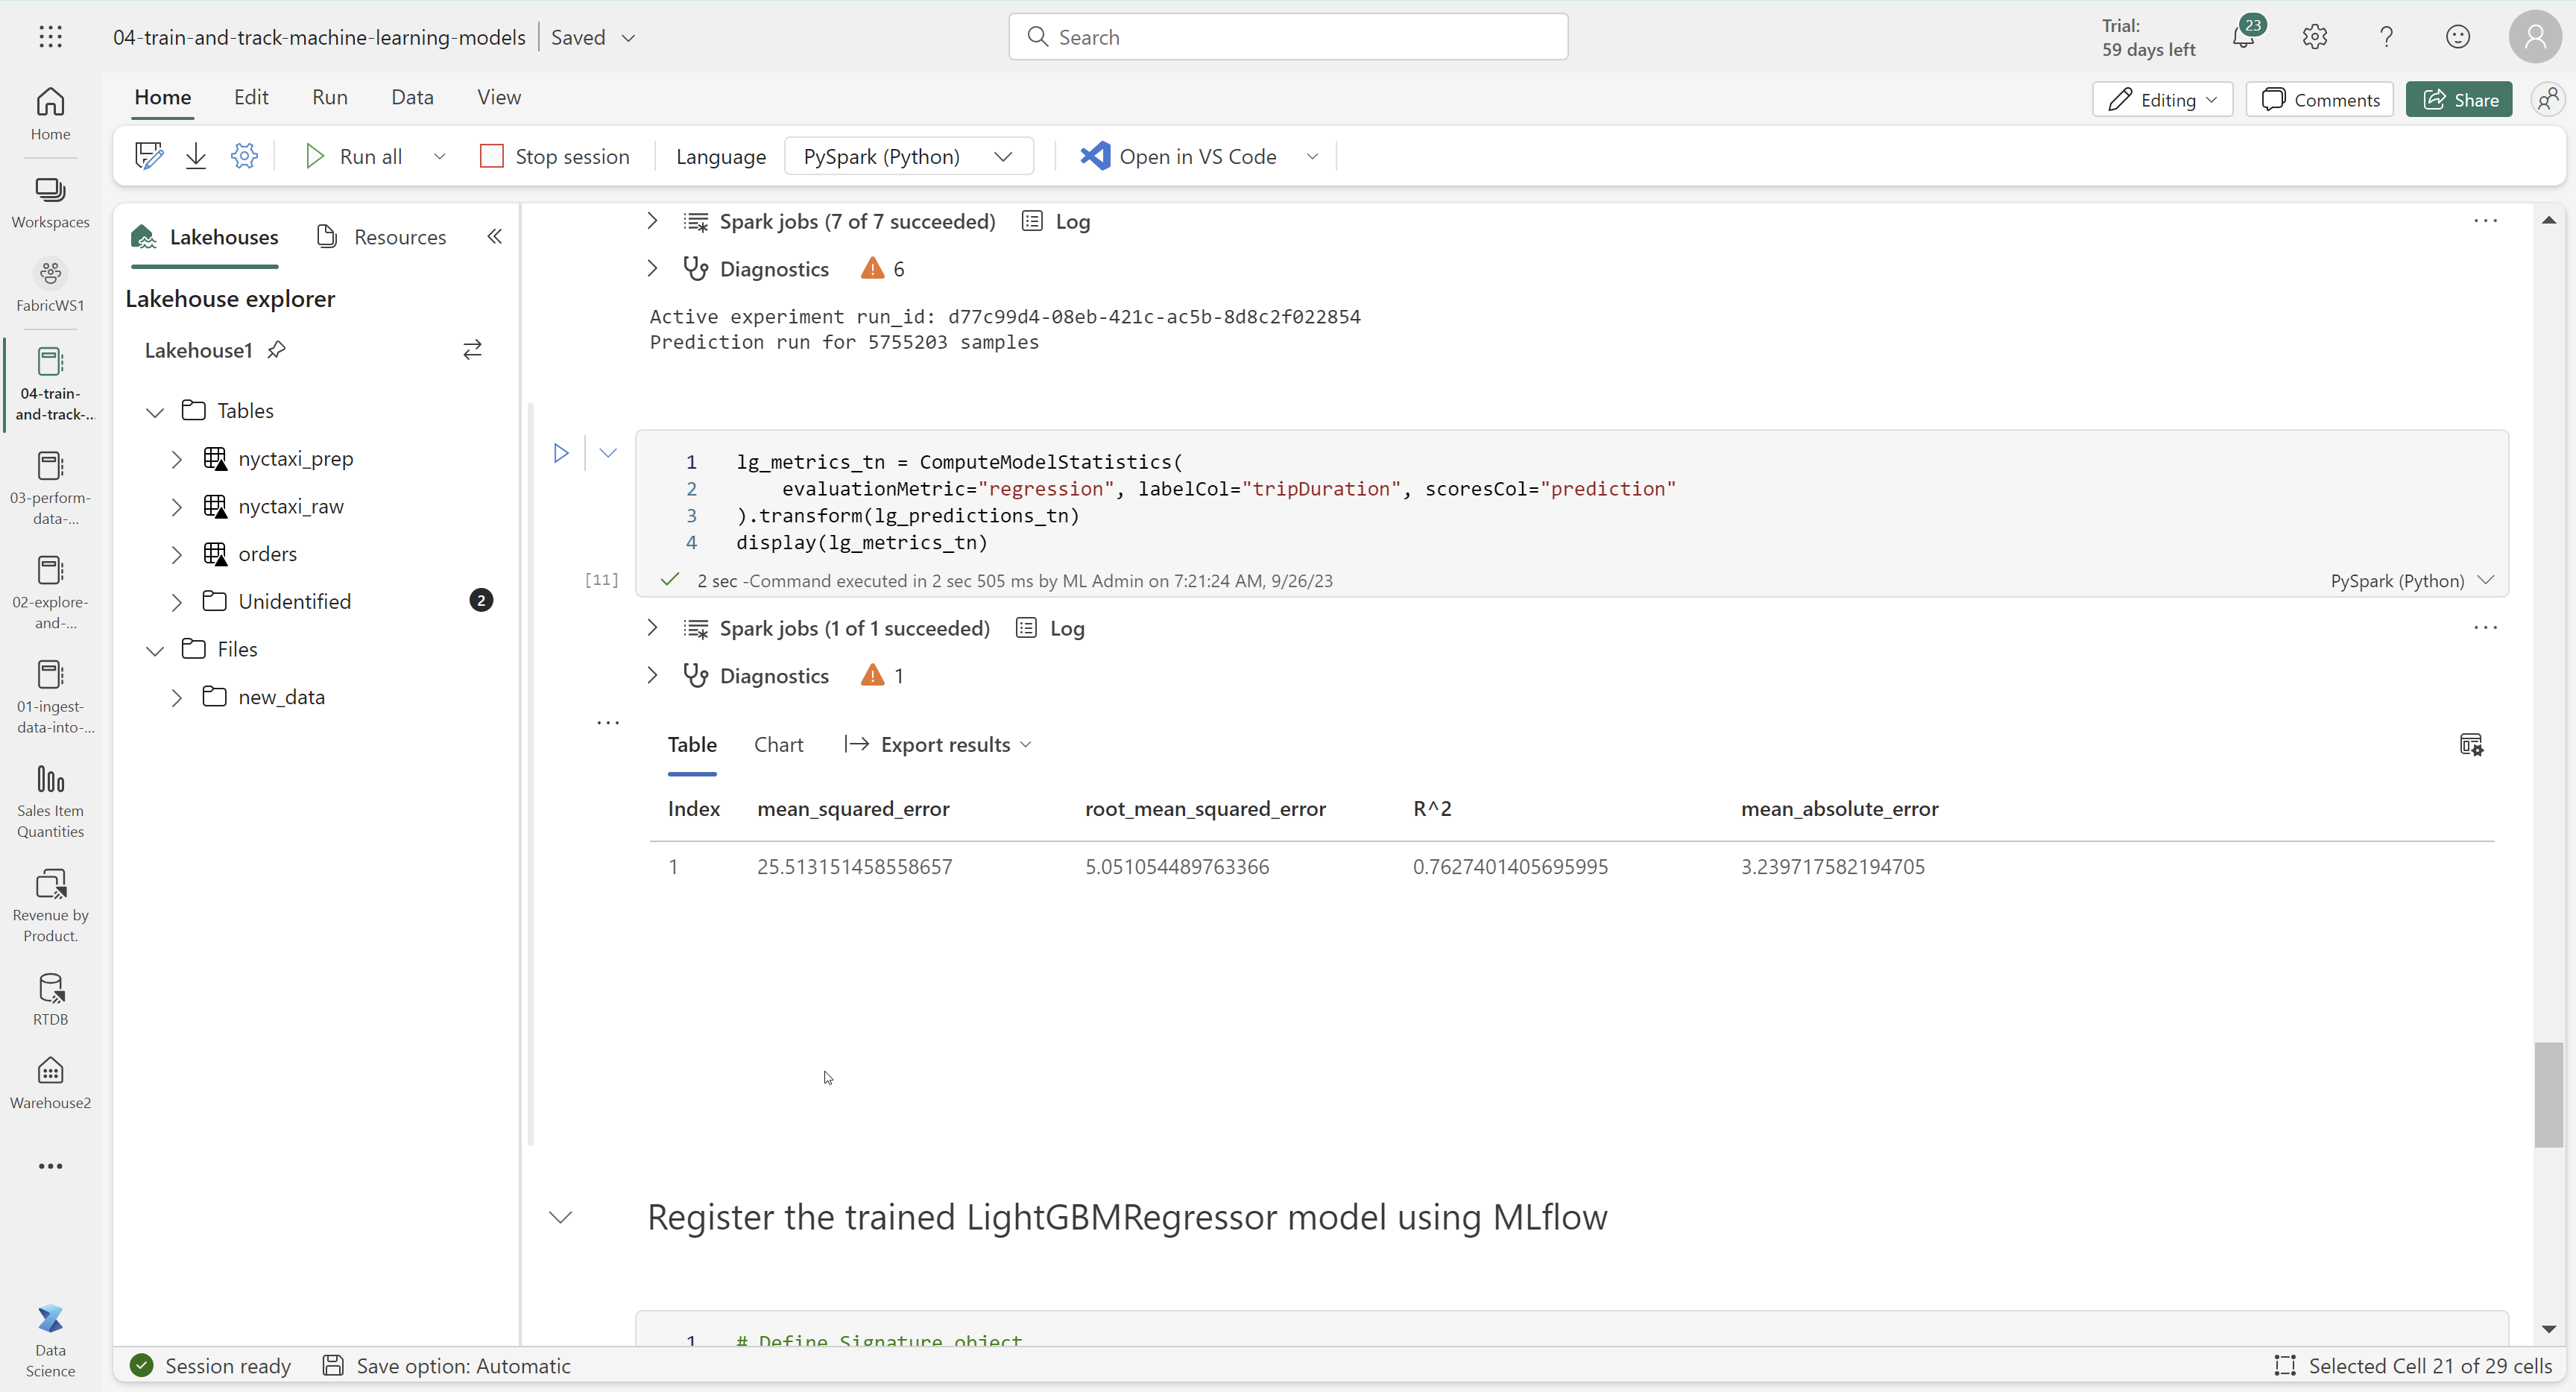 04-train-and-track-machine-learning-models
Saved
Search
Trial:
59 days left
23
Home
Edit
Run
Data
View
Editing
Comments
Share
Run all
Stop session
Language
PySpark (Python)
Open in VS Code
Home
Workspaces
FabricWS1
04-train-
and-track-...
03-perform-
data-...
02-explore-
and-...
01-ingest-
data-into-...
Sales Item
Quantities
Revenue by
Product.
RTDB
Warehouse2
Data
Science
Lakehouses
Resources
Lakehouse explorer
Lakehouse1
Tables
nyctaxi_prep
nyctaxi_raw
orders
Unidentified
2
Files
new_data
Spark jobs (7 of 7 succeeded)
Log
Diagnostics
6
Active experiment run_id: d77c99d4-08eb-421c-ac5b-8d8c2f022854
Prediction run for 5755203 samples
1 lg_metrics_tn = ComputeModelStatistics(
2 evaluationMetric="regression", labelCol="tripDuration", scoresCol="prediction"
3 ).transform(lg_predictions_tn)
4 display(lg_metrics_tn)
[11]
2 sec -Command executed in 2 sec 505 ms by ML Admin on 7:21:24 AM, 9/26/23
PySpark (Python)
Spark jobs (1 of 1 succeeded)
Log
Diagnostics
1
Table
Chart
Export results
Index mean_squared_error root_mean_squared_error R^2 mean_absolute_error
1 25.513151458558657 5.051054489763366 0.7627401405695995 3.239717582194705
Register the trained LightGBMRegressor model using MLflow
1 # Define Signature object
Session ready
Save option: Automatic
Selected Cell 21 of 29 cells